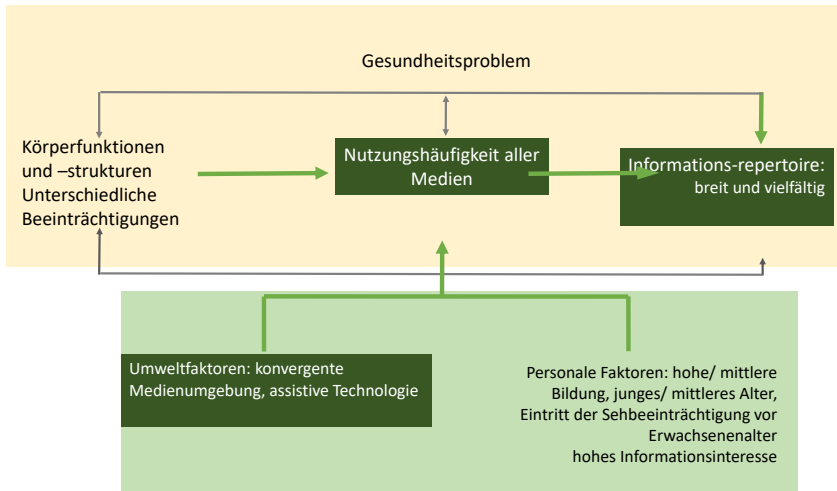 Gesundheitsproblem
Körperfunktionen
und –strukturen
Unterschiedliche
Beeinträchtigungen
Nutzungshäufigkeit aller
Medien
Informations-repertoire:
breit und vielfältig
Umweltfaktoren: konvergente
Medienumgebung, assistive Technologie
Personale Faktoren: hohe/ mittlere
Bildung, junges/ mittleres Alter,
Eintritt der Sehbeeinträchtigung vor
Erwachsenenalter
hohes Informationsinteresse